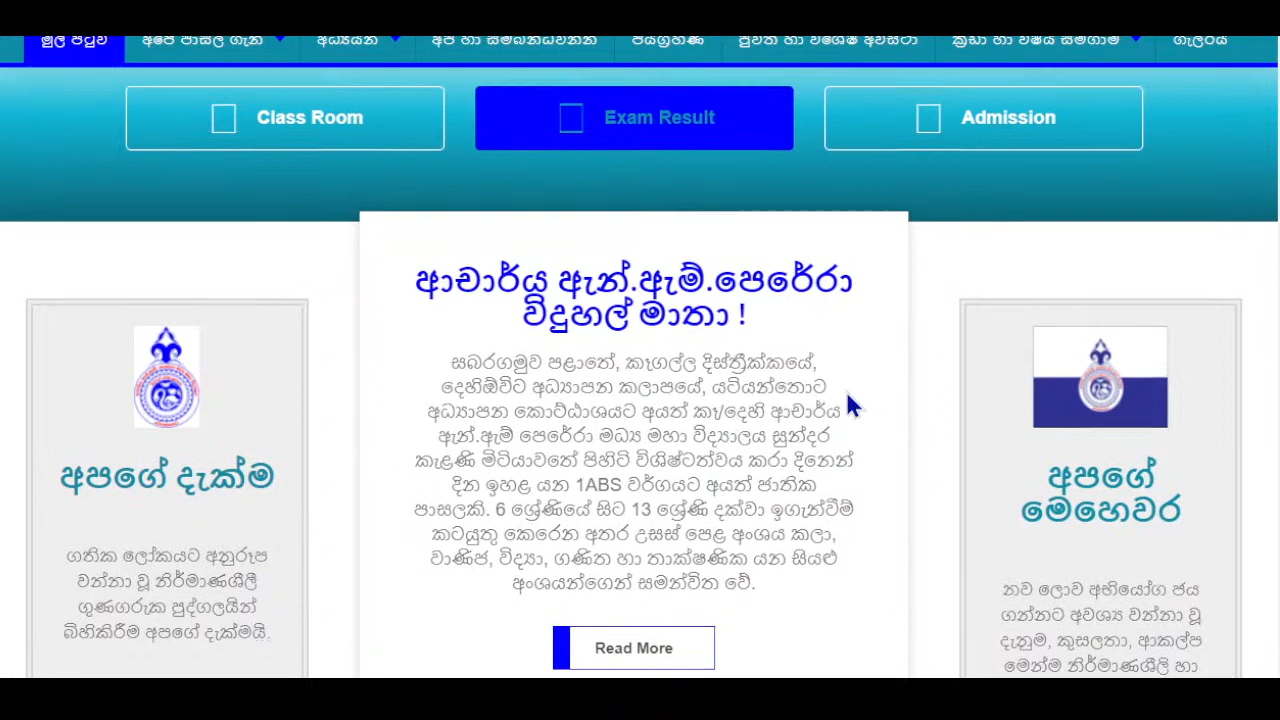 මුල් පිටුව අපේ පාසල ගැන අධ්‍යයන අප හා සම්බන්ධවන්න ජයග්‍රහණ පුවත් හා විශේෂ අවස්ථා ක්‍රීඩා හා විෂය සමගාමී ගැලරිය
Class Room
Exam Result
Admission
ආචාර්ය ඇන්.ඇම්.පෙරේරා
විදුහල් මාතා !
සබරගමුව පළාතේ, කෑගල්ල දිස්ත්‍රීක්කයේ,
දෙහිඕවිට අධ්‍යාපන කලාපයේ, යටියන්තොට
අධ්‍යාපන කොට්ඨාශයට අයත් කෑ/දෙහි ආචාර්ය
ඇන්.ඇම් පෙරේරා මධ්‍ය මහා විද්‍යාලය සුන්දර
කැළණි මිටියාවතේ පිහිටි විශිෂ්ටත්වය කරා දිනෙන්
දින ඉහළ යන 1ABS වර්ගයට අයත් ජාතික
පාසලකි. 6 ශ්‍රේණියේ සිට 13 ශ්‍රේණි දක්වා ඉගැන්වීම්
කටයුතු කෙරෙන අතර උසස් පෙළ අංශය කලා,
වාණිජ, විද්‍යා, ගණිත හා තාක්ෂණික යන සියළු
අංශයන්ගෙන් සමන්විත වේ.
Read More
අපගේ දැක්ම
ගතික ලෝකයට අනුරූප
වන්නා වූ නිර්මාණශීලී
ගුණගරුක පුද්ගලයින්
බිහිකිරීම අපගේ දැක්මයි.
අපගේ
මෙහෙවර
නව ලොව අභියෝග ජය
ගන්නට අවශ්‍ය වන්නා වූ
දැනුම, කුසලතා, ආකල්ප
මෙන්ම නිර්මාණශීලී හා